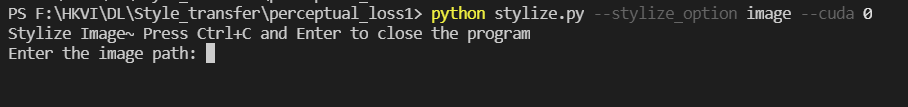 PS F:\HKVI\DL\Style_transfer\perceptual_loss1> python stylize.py --stylize_option image --cuda 0
Stylize Image~ Press Ctrl+C and Enter to close the program
Enter the image path: